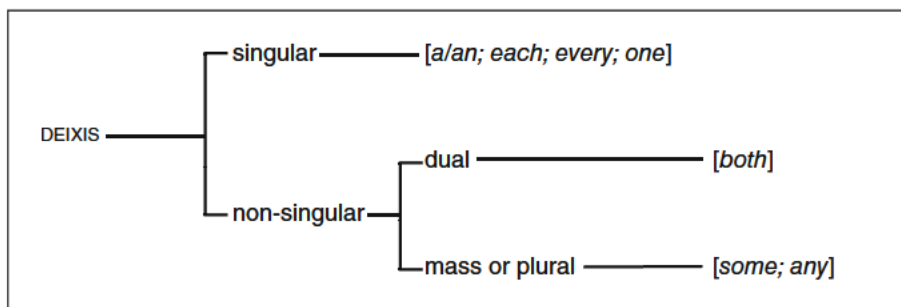 singular [a/an; each; every; one]
DEIXIS
dual [both]
non-singular
mass or plural [some; any]